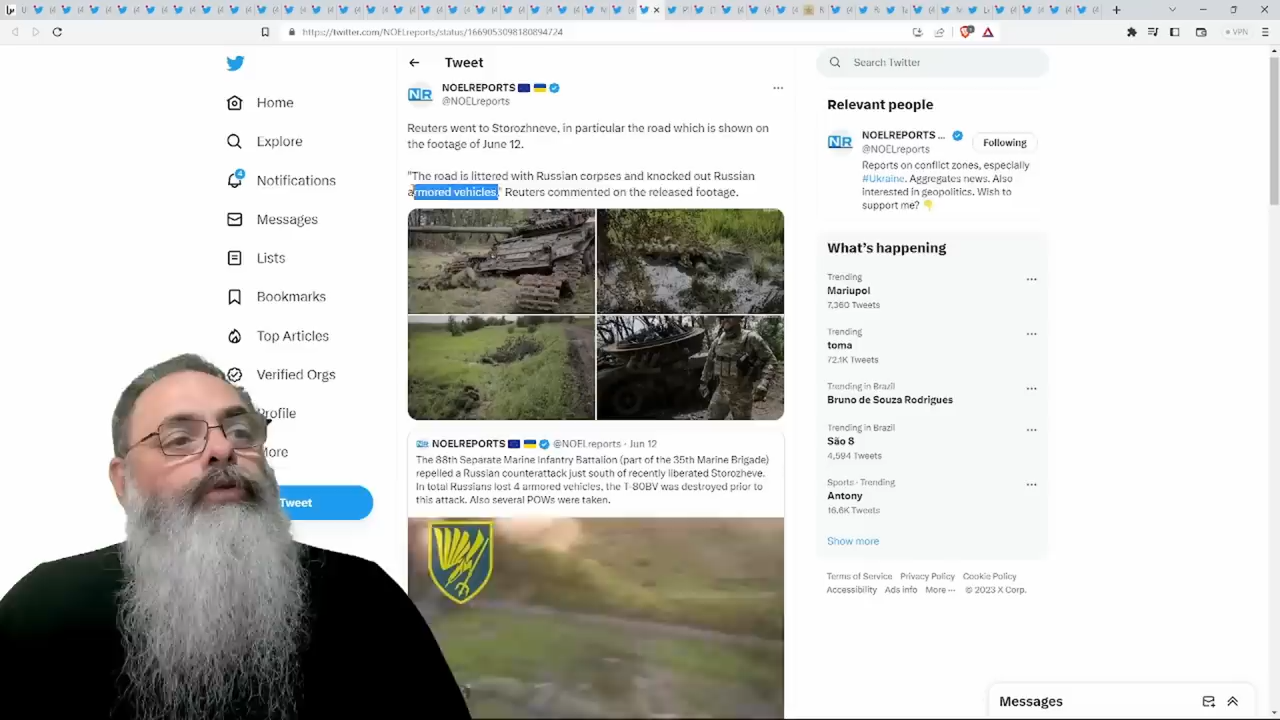 https://twitter.com/NOELreports/status/1669053098180894724
VPN
Home
Explore
4
Notifications
Messages
Lists
Bookmarks
Top Articles
Verified Orgs
Profile
More
Tweet
Tweet
NOELREPORTS
@NOELreports
Reuters went to Storozhneve, in particular the road which is shown on
the footage of June 12.
"The road is littered with Russian corpses and knocked out Russian
armored vehicles," Reuters commented on the released footage.
NOELREPORTS @NOELreports · Jun 12
The 88th Separate Marine Infantry Battalion (part of the 35th Marine Brigade)
repelled a Russian counterattack just south of recently liberated Storozheve.
In total Russians lost 4 armored vehicles, the T-80BV was destroyed prior to
this attack. Also several POWs were taken.
Search Twitter
Relevant people
NR
NOELREPORTS ...
@NOELreports
Following
Reports on conflict zones, especially
#Ukraine. Aggregates news. Also
interested in geopolitics. Wish to
support me?
What's happening
Trending
Mariupol
7,360 Tweets
Trending
toma
72.1K Tweets
Trending in Brazil
Bruno de Souza Rodrigues
Trending in Brazil
São 8
4,594 Tweets
Sports · Trending
Antony
16.6K Tweets
Show more
Terms of Service Privacy Policy Cookie Policy
Accessibility Ads info More ··· © 2023 X Corp.
Messages